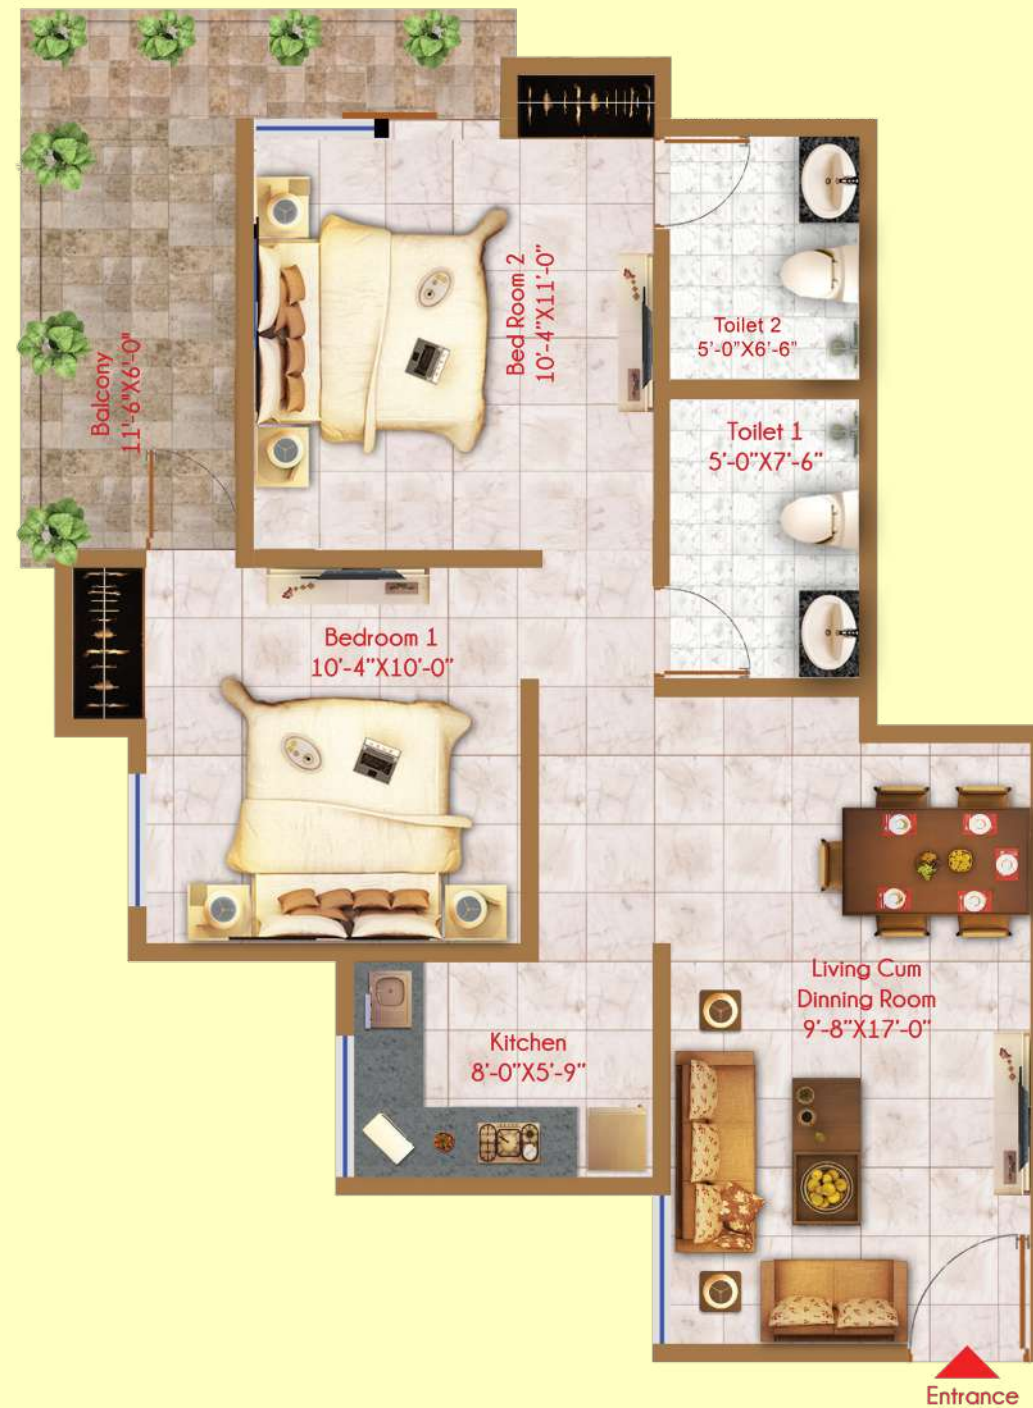 Balcony
11'-6"X6'-0"
Bed Room 2
10'-4"X11'-0"
Toilet 2
5'-0"X6'-6"
Toilet 1
5'-0"X7'-6"
Bedroom 1
10'-4"X10'-0"
Living Cum
Dinning Room
9'-8"X17'-0"
Kitchen
8'-0"X5'-9"
Entrance